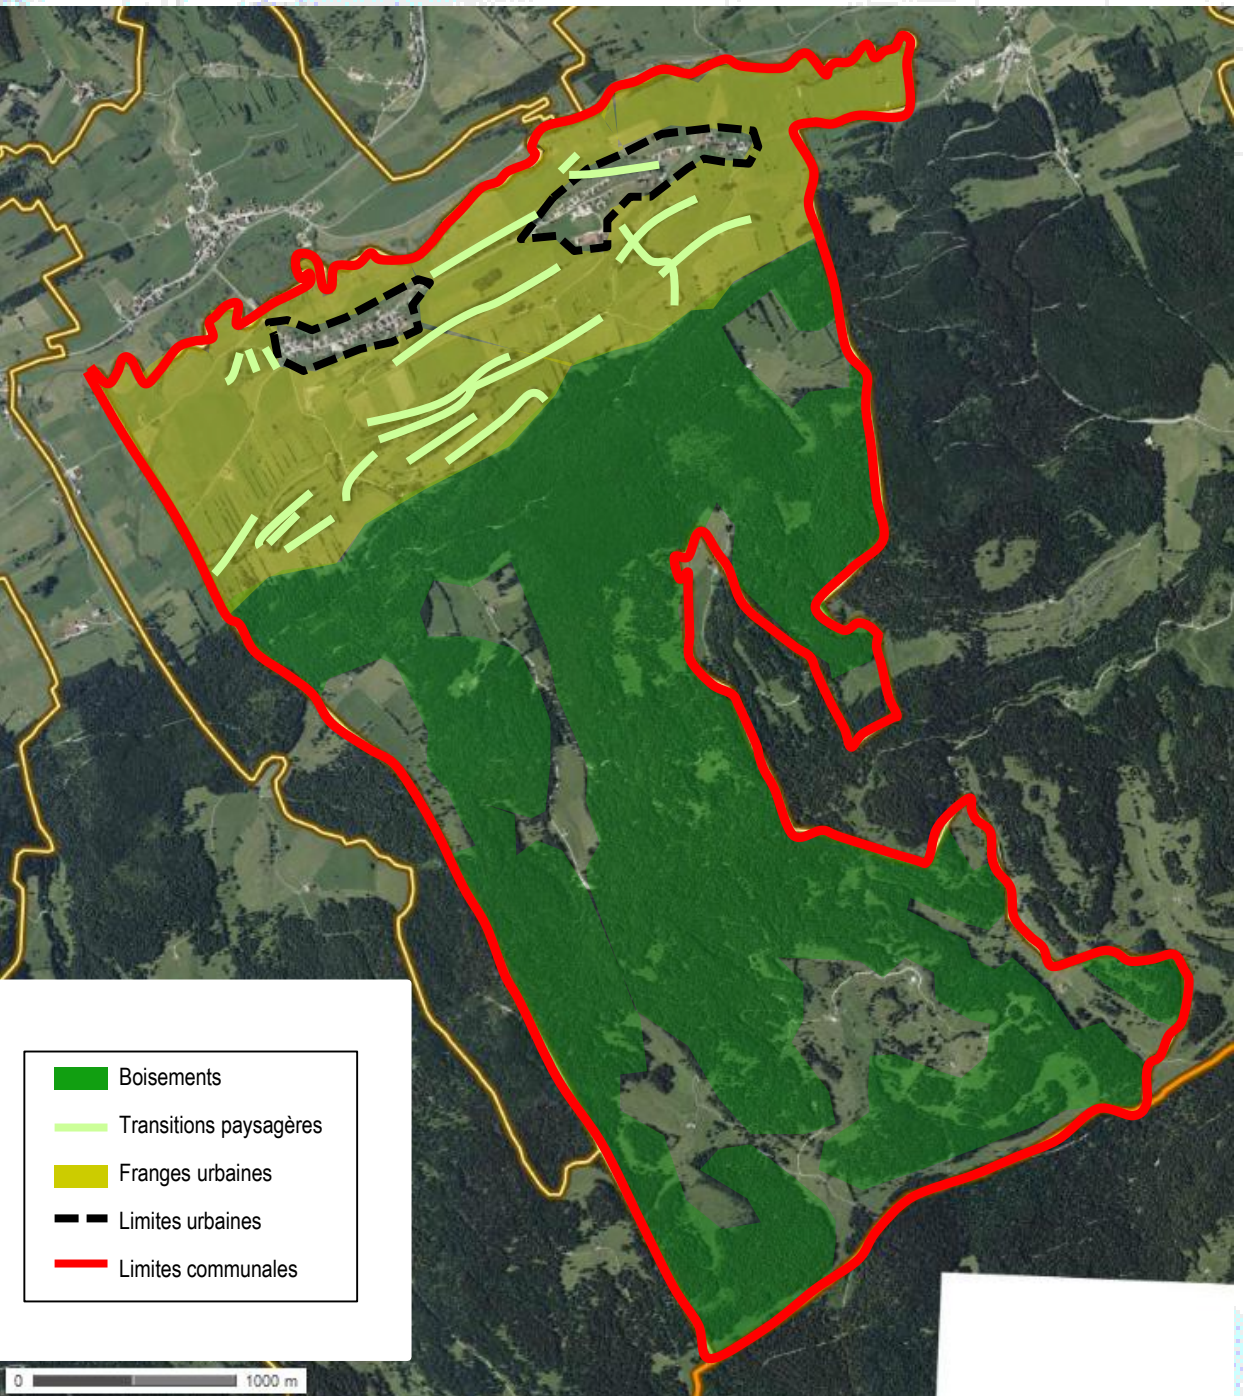 Boisements
Transitions paysagères
Franges urbaines
Limites urbaines
Limites communales
0 1000 m